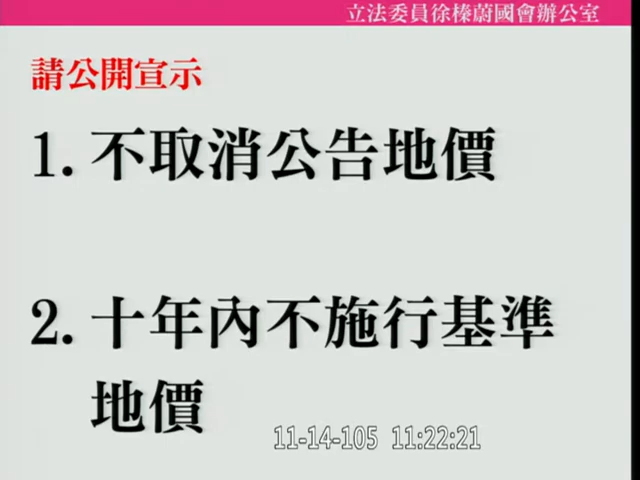 立法委員徐榛蔚國會辦公室
請公開宣示
1. 不取消公告地價
2. 十年內不施行基準
地價
11-14-105 11:22:21